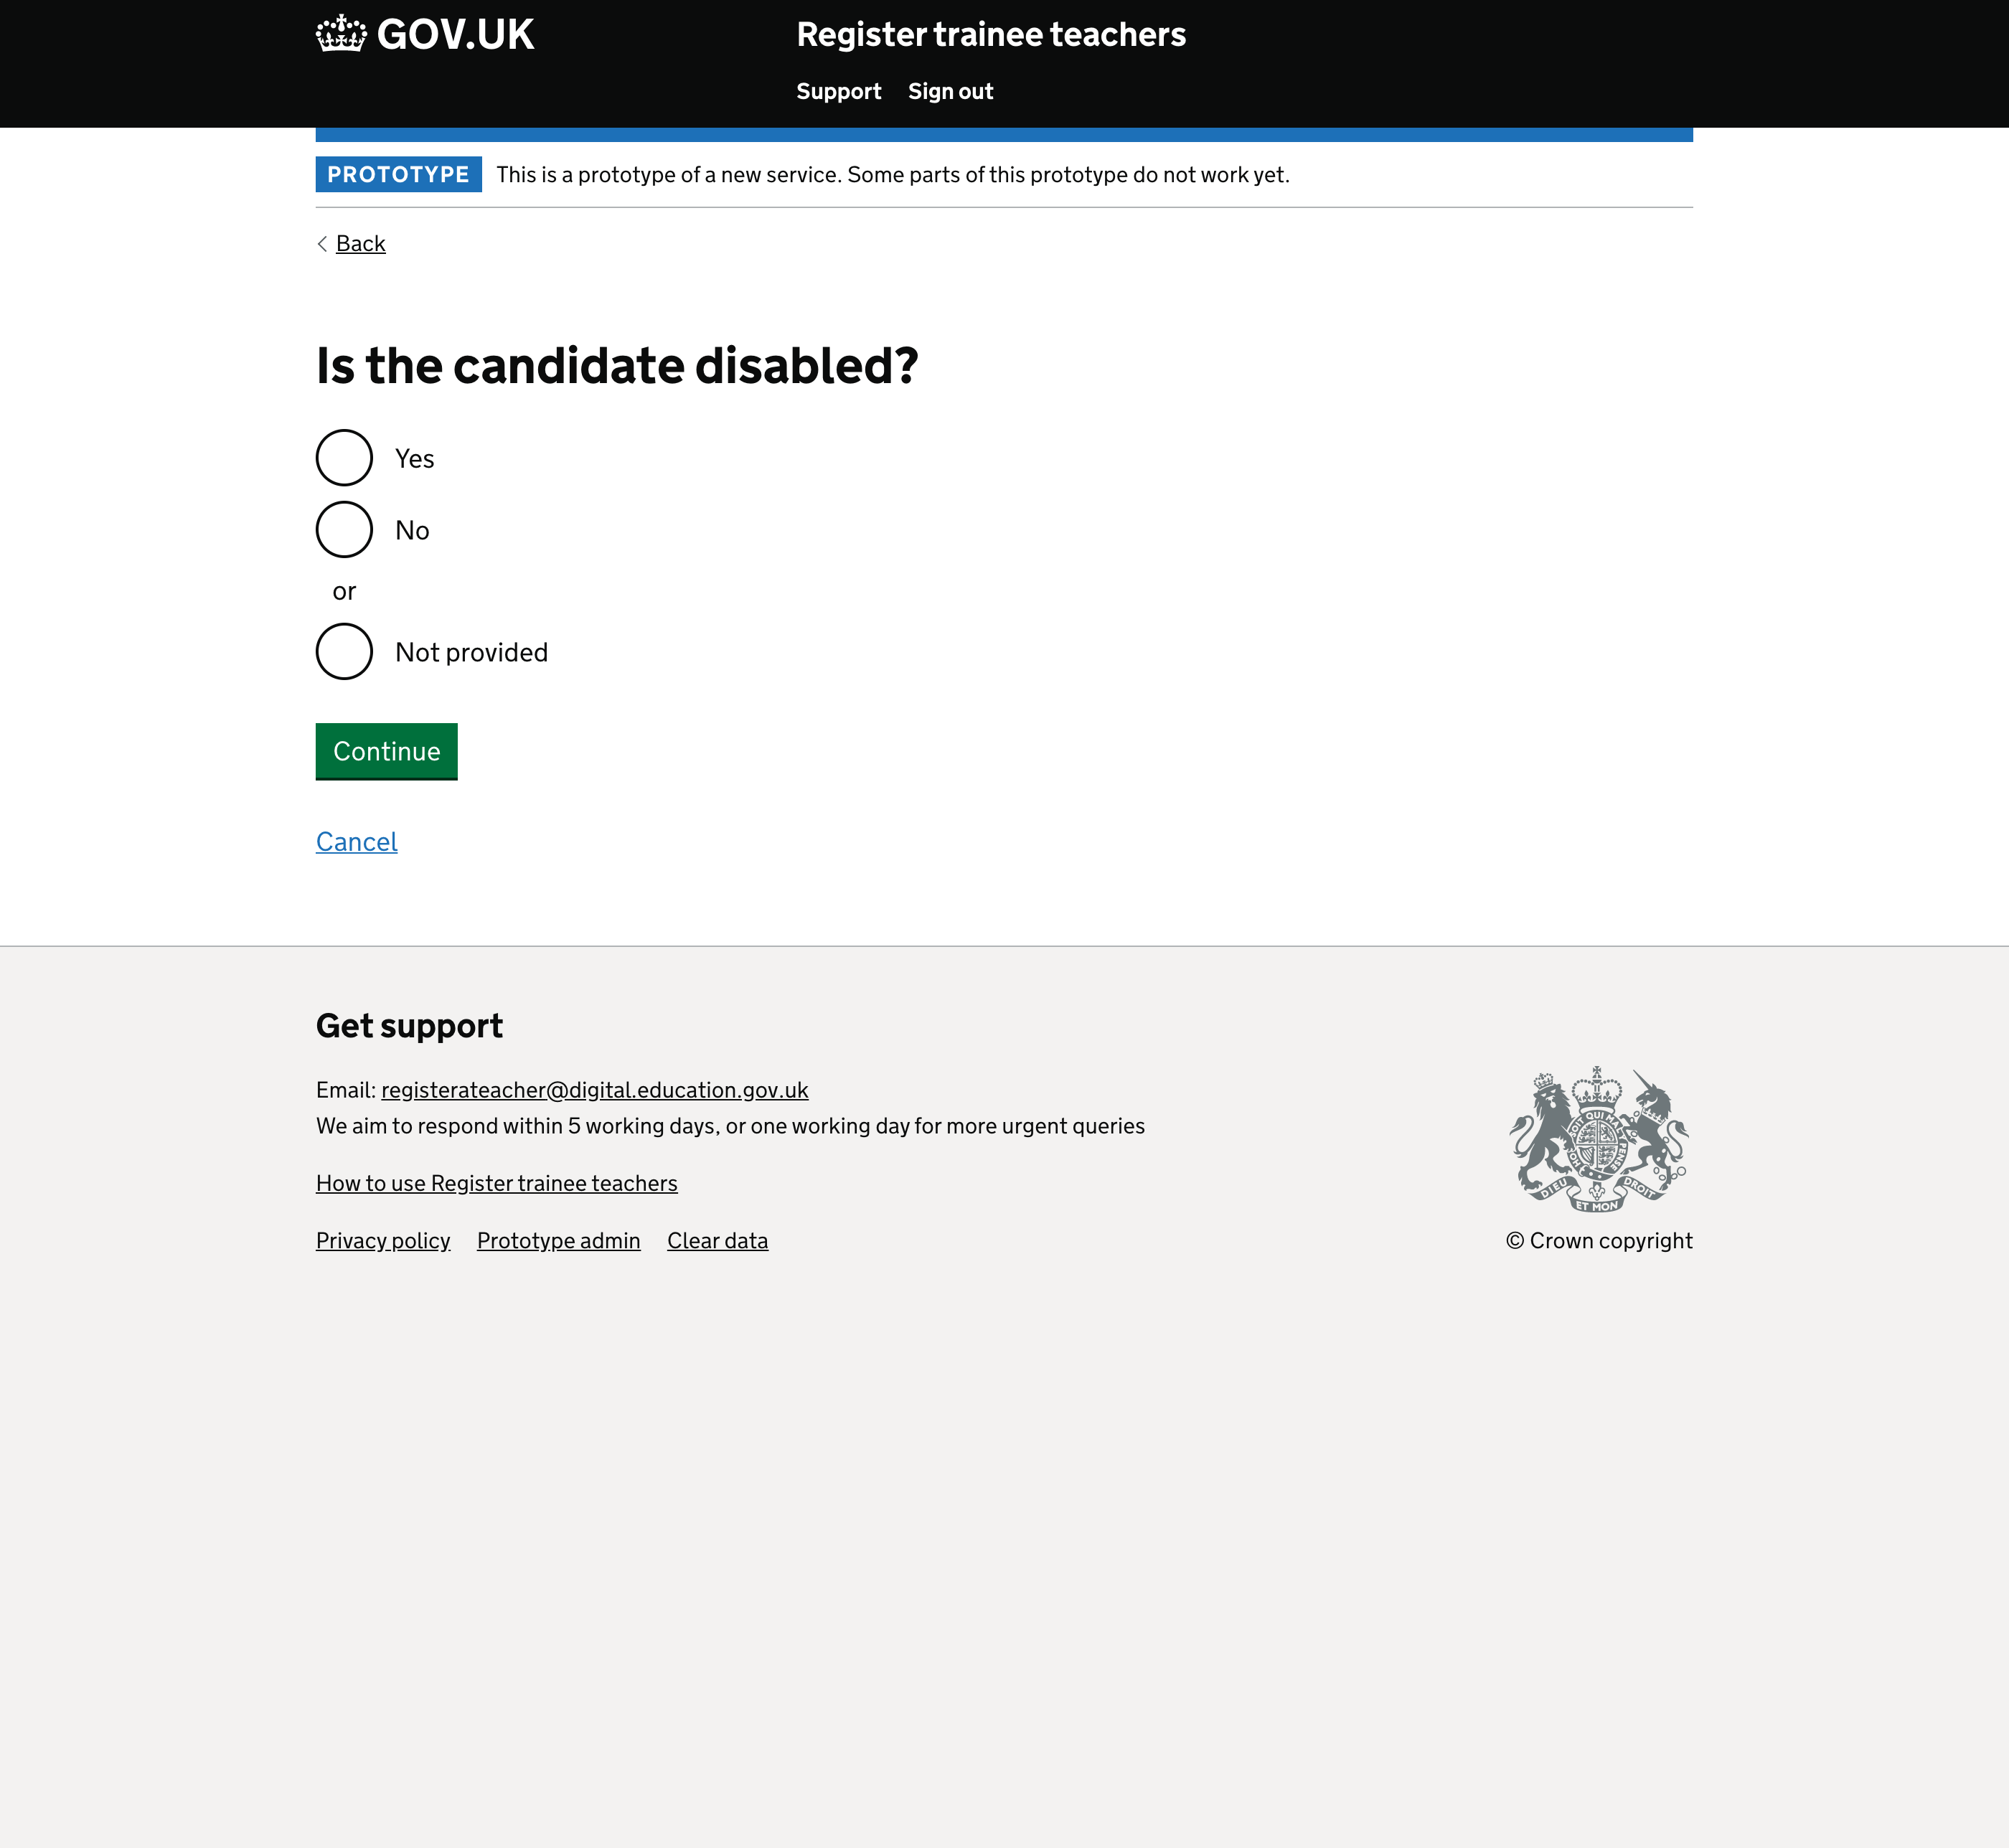 GOV.UK
Register trainee teachers
Support Sign out
PROTOTYPE This is a prototype of a new service. Some parts of this prototype do not work yet.
Back
Is the candidate disabled?
Yes
No
or
Not provided
Continue
Cancel
Get support
Email: registerateacher@digital.education.gov.uk
We aim to respond within 5 working days, or one working day for more urgent queries
How to use Register trainee teachers
Privacy policy Prototype admin Clear data
DIEU ET MON DROIT
© Crown copyright